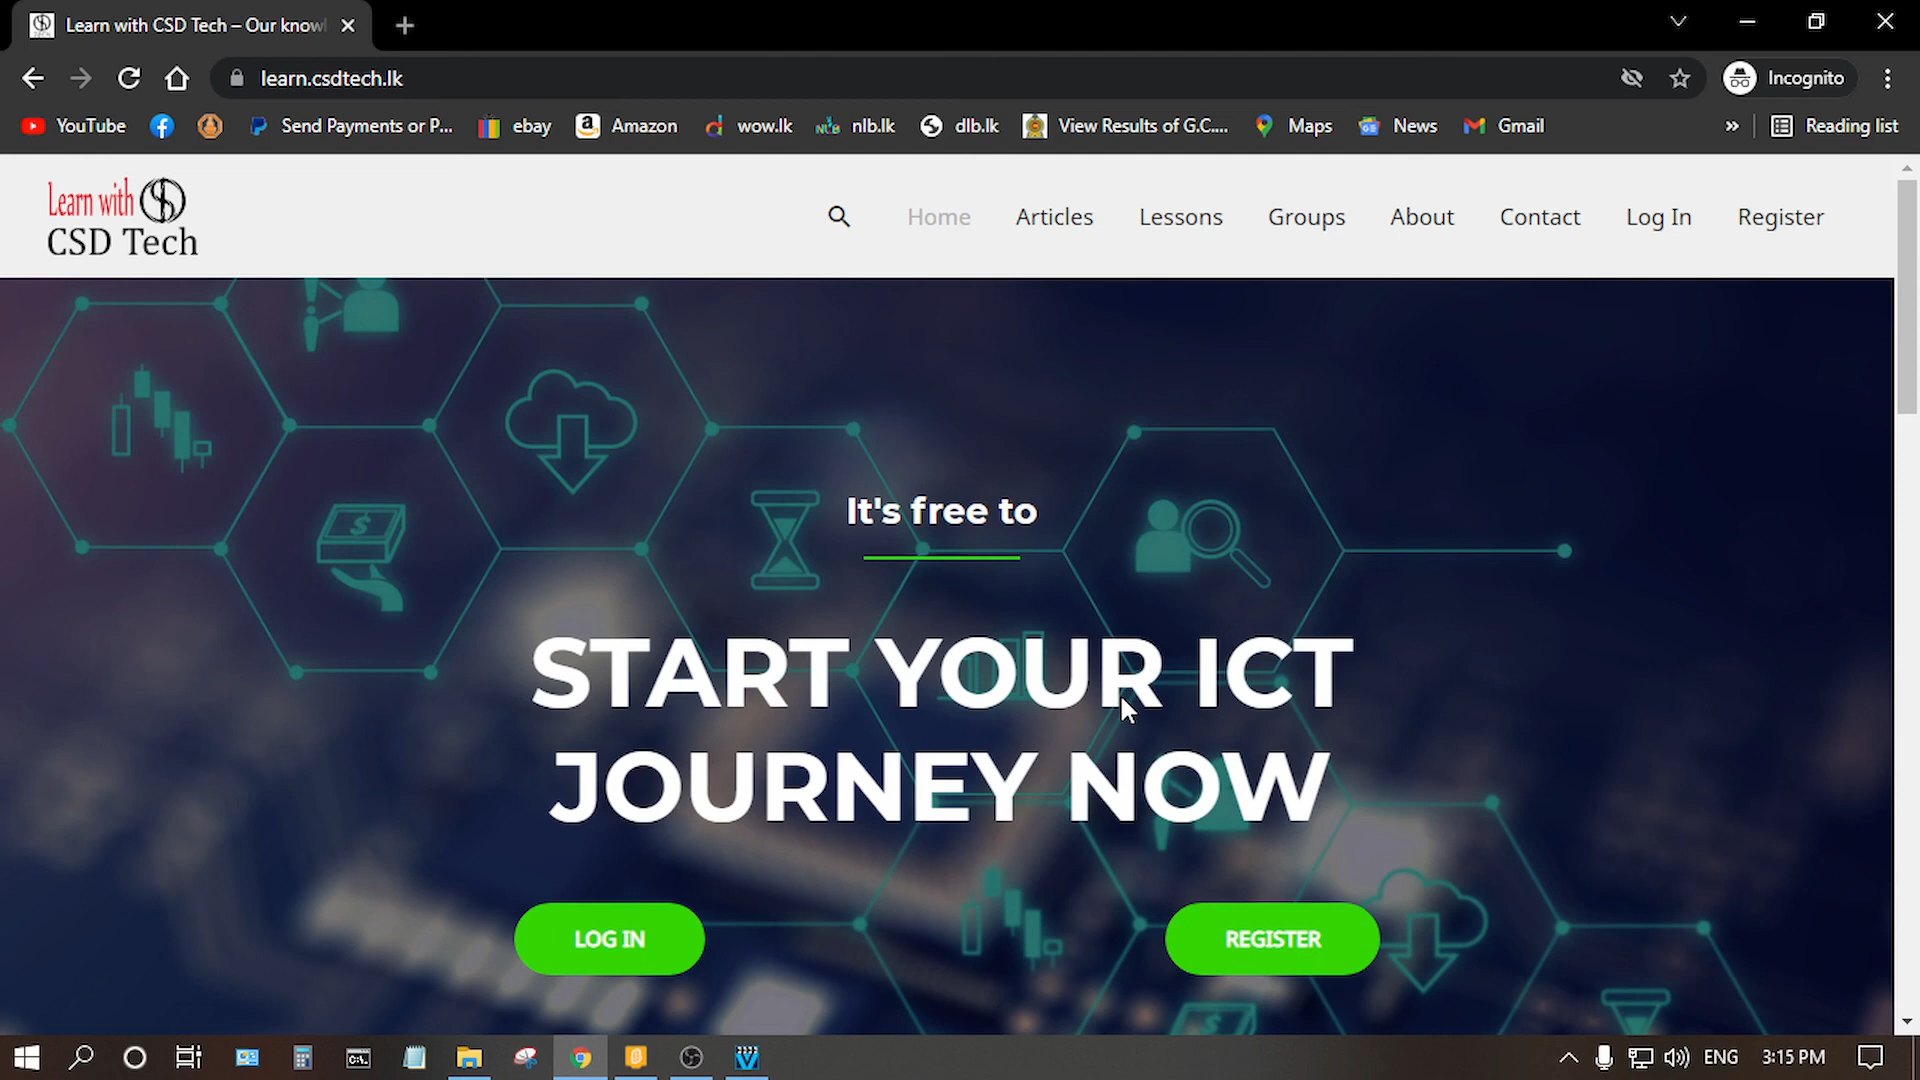 Learn with CSD Tech – Our know
learn.csdtech.lk
Incognito
YouTube
Send Payments or P...
ebay
Amazon
wow.lk
nlb.lk
dlb.lk
View Results of G.C....
Maps
News
Gmail
»
Reading list
Learn with
CSD Tech
Home
Articles
Lessons
Groups
About
Contact
Log In
Register
It's free to
START YOUR ICT
JOURNEY NOW
LOG IN
REGISTER
ENG
3:15 PM